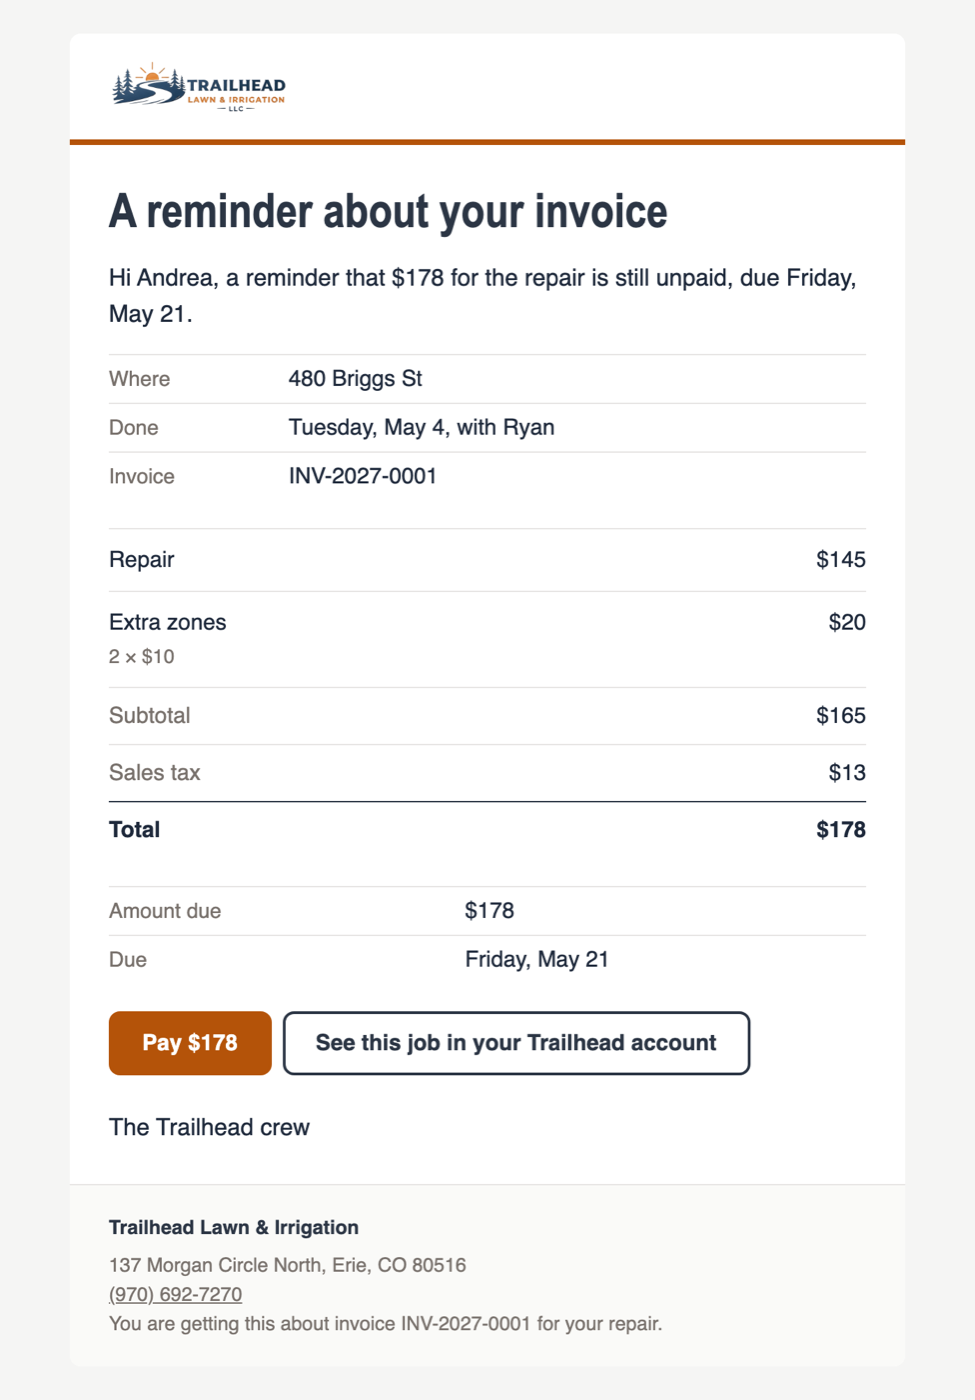 TRAILHEAD
LAWN & IRRIGATION
LLC
A reminder about your invoice
Hi Andrea, a reminder that $178 for the repair is still unpaid, due Friday,
May 21.
Where 480 Briggs St
Done Tuesday, May 4, with Ryan
Invoice INV-2027-0001
Repair $145
Extra zones $20
2 × $10
Subtotal $165
Sales tax $13
Total $178
Amount due $178
Due Friday, May 21
Pay $178 See this job in your Trailhead account
The Trailhead crew
Trailhead Lawn & Irrigation
137 Morgan Circle North, Erie, CO 80516
(970) 692-7270
You are getting this about invoice INV-2027-0001 for your repair.